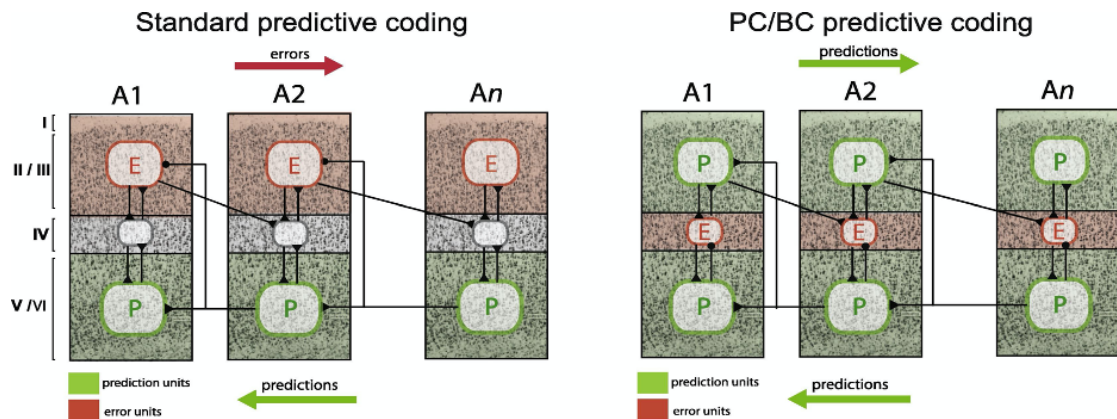 Standard predictive coding
errors
A1 A2 An
I
II / III
IV
V / VI
E E E
P P P
predictions
prediction units
error units
PC/BC predictive coding
predictions
A1 A2 An
P P P
E E E
P P P
predictions
prediction units
error units